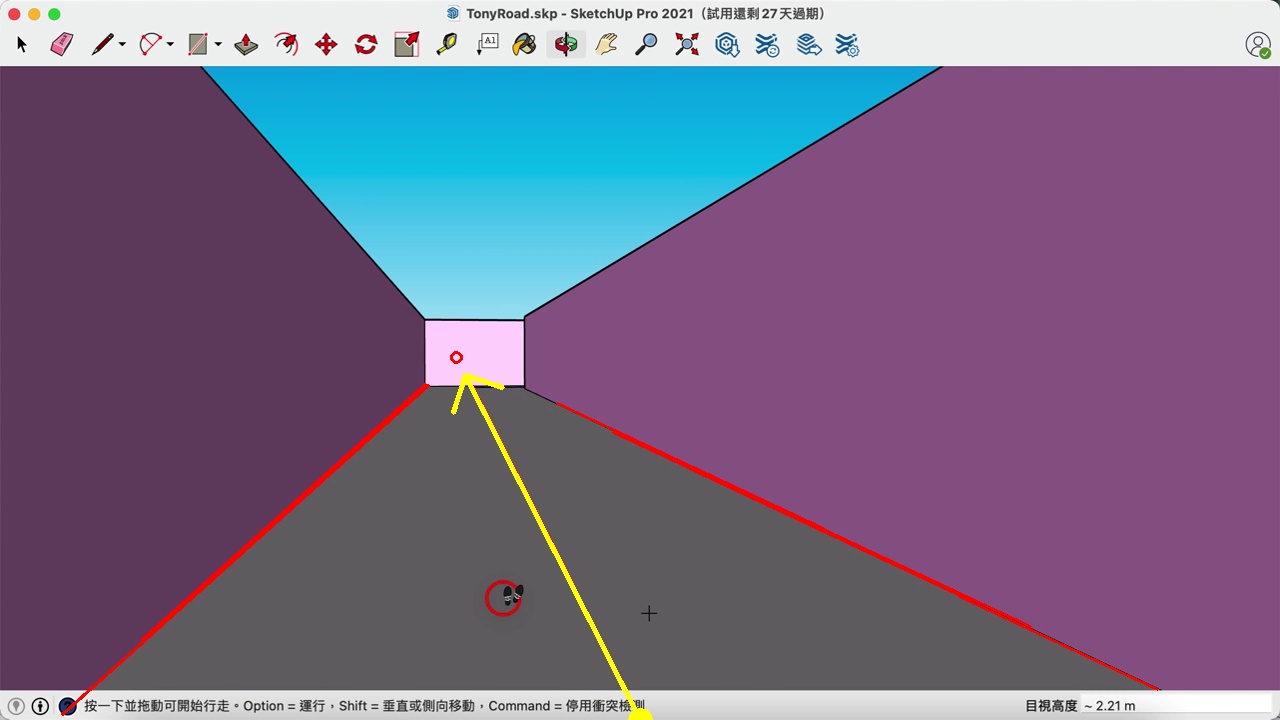 TonyRoad.skp - SketchUp Pro 2021（試用還剩 27 天過期）
A1
按一下並拖動可開始行走。Option = 運行，Shift = 垂直或側向移動，Command = 停用衝突檢測
目視高度 ~ 2.21 m